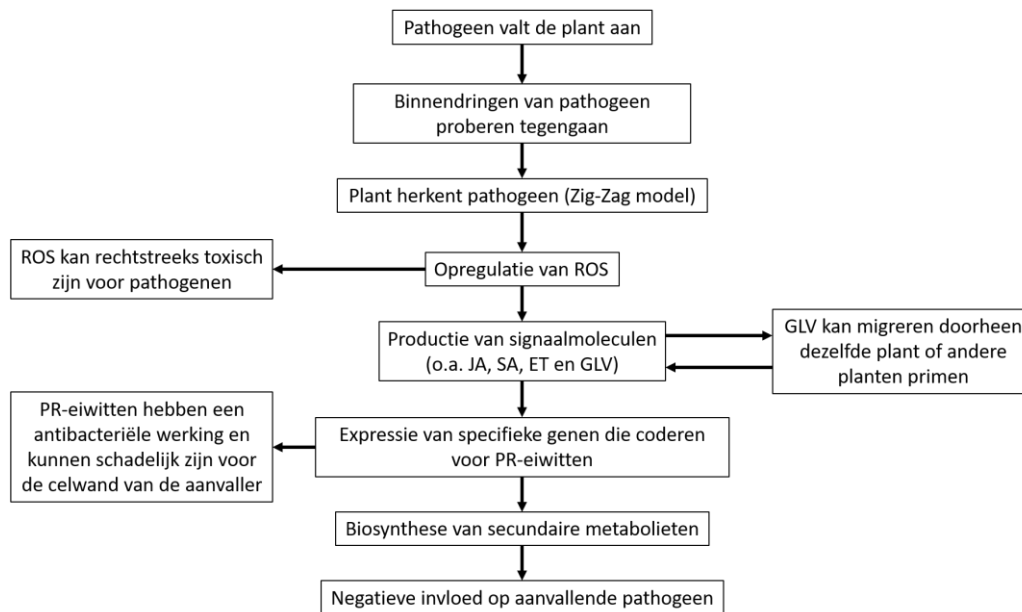 Pathogeen valt de plant aan
Binnendringen van pathogeen
proberen tegengaan
Plant herkent pathogeen (Zig-Zag model)
ROS kan rechtstreeks toxisch
zijn voor pathogenen
Opregulatie van ROS
Productie van signaalmoleculen
(o.a. JA, SA, ET en GLV)
GLV kan migreren doorheen
dezelfde plant of andere
planten primen
PR-eiwitten hebben een
antibacteriële werking en
kunnen schadelijk zijn voor
de celwand van de aanvaller
Expressie van specifieke genen die coderen
voor PR-eiwitten
Biosynthese van secundaire metabolieten
Negatieve invloed op aanvallende pathogeen